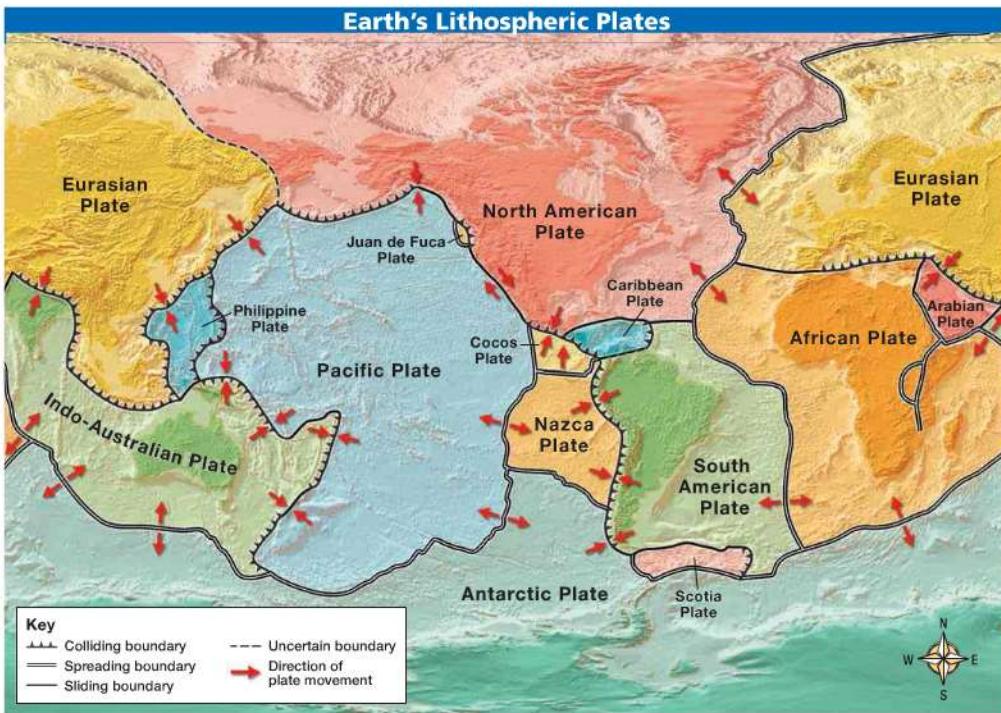 Earth's Lithospheric Plates
Eurasian
Plate
North American
Plate
Eurasian
Plate
Juan de Fuca
Plate
Caribbean
Plate
Arabian
Plate
Philippine
Plate
Cocos
Plate
African Plate
Pacific Plate
Indo-Australian Plate
Nazca
Plate
South
American
Plate
Antarctic Plate
Scotia
Plate
Key
Colliding boundary
Spreading boundary
Sliding boundary
Uncertain boundary
Direction of
plate movement
N
W E
S